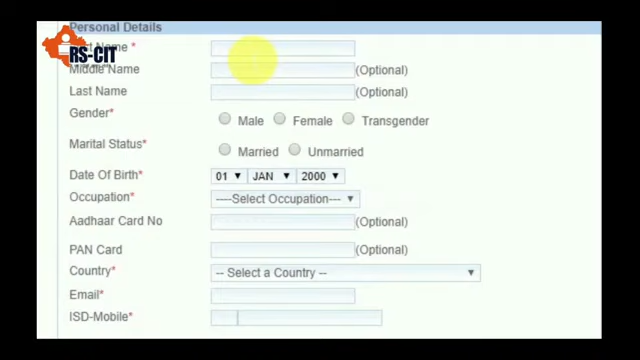 Personal Details
Name *
RS-CIT
Middle Name (Optional)
Last Name (Optional)
Gender* Male Female Transgender
Marital Status* Married Unmarried
Date Of Birth* 01 JAN 2000
Occupation* ----Select Occupation----
Aadhaar Card No (Optional)
PAN Card (Optional)
Country* -- Select a Country --
Email*
ISD-Mobile*